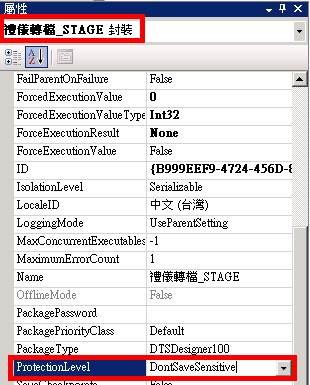 屬性
禮儀轉檔_STAGE 封裝
FailParentOnFailure False
ForcedExecutionValue 0
ForcedExecutionValueType Int32
ForceExecutionResult None
ForceExecutionValue False
ID {B999EEF9-4724-456D-8
IsolationLevel Serializable
LocaleID 中文 (台灣)
LoggingMode UseParentSetting
MaxConcurrentExecutables -1
MaximumErrorCount 1
Name 禮儀轉檔_STAGE
OfflineMode False
PackagePassword
PackagePriorityClass Default
PackageType DTSDesigner100
ProtectionLevel DontSaveSensitive
SaveCheckpoints False